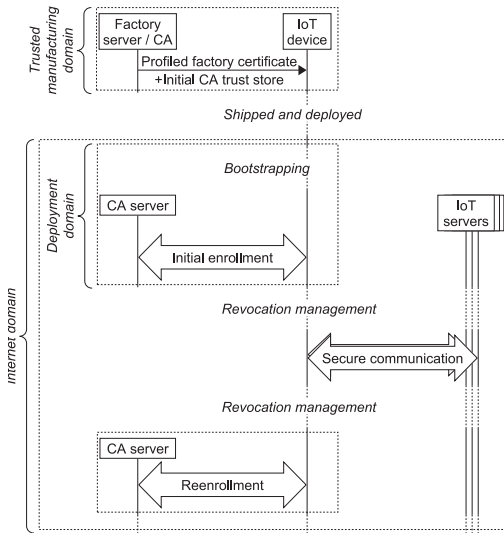 Trusted
manufacturing
domain
Factory
server / CA
IoT
device
Profiled factory certificate
+Initial CA trust store
Shipped and deployed
Internet domain
Deployment
domain
Bootstrapping
CA server
IoT
servers
Initial enrollment
Revocation management
Secure communication
Revocation management
CA server
Reenrollment